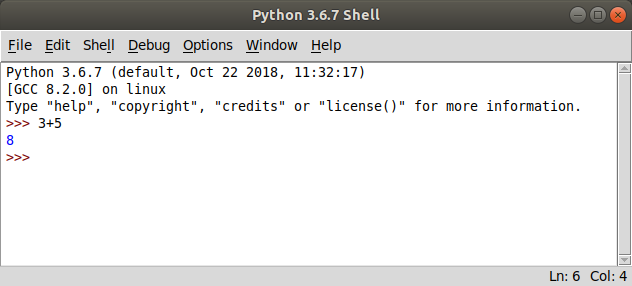 Python 3.6.7 Shell
File Edit Shell Debug Options Window Help
Python 3.6.7 (default, Oct 22 2018, 11:32:17)
[GCC 8.2.0] on linux
Type "help", "copyright", "credits" or "license()" for more information.
>>> 3+5
8
>>>
Ln: 6 Col: 4